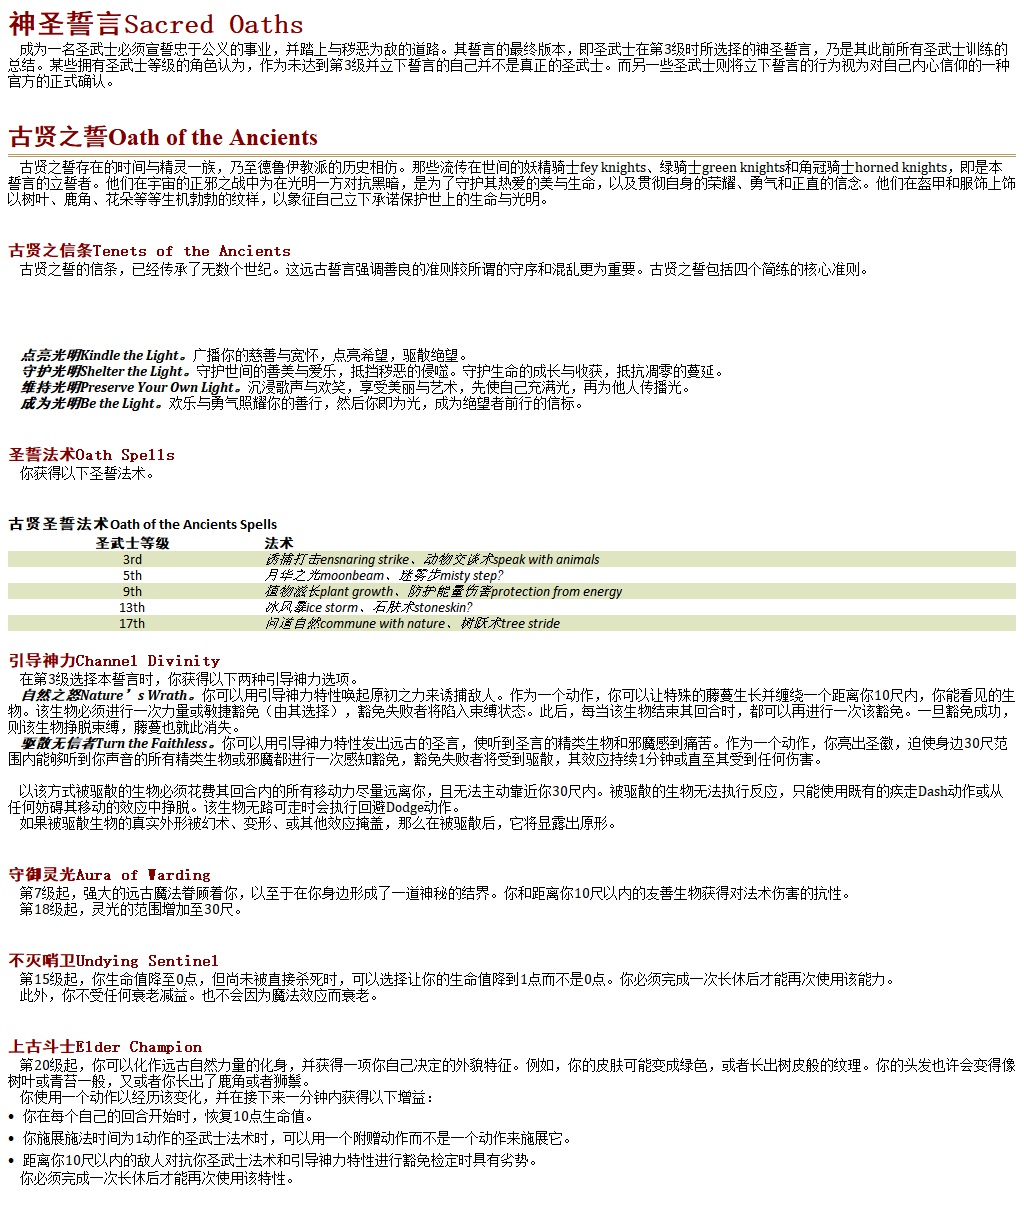 神圣誓言Sacred Oaths
成为一名圣武士必须宣誓忠于公义的事业，并踏上与秽恶为敌的道路。其誓言的最终版本，即圣武士在第3级时所选择的神圣誓言，乃是其此前所有圣武士训练的
总结。某些拥有圣武士等级的角色认为，作为未达到第3级并立下誓言的自己并不是真正的圣武士。而另一些圣武士则将立下誓言的行为视为对自己内心信仰的一种
官方的正式确认。
古贤之誓Oath of the Ancients
古贤之誓存在的时间与精灵一族，乃至德鲁伊教派的历史相仿。那些流传在世间的妖精骑士fey knights、绿骑士green knights和角冠骑士horned knights，即是本
誓言的立誓者。他们在宇宙的正邪之战中为在光明一方对抗黑暗，是为了守护其热爱的美与生命，以及贯彻自身的荣耀、勇气和正直的信念。他们在盔甲和服饰上饰
以树叶、鹿角、花朵等等生机勃勃的纹样，以象征自己立下承诺保护世上的生命与光明。
古贤之信条Tenets of the Ancients
古贤之誓的信条，已经传承了无数个世纪。这远古誓言强调善良的准则较所谓的守序和混乱更为重要。古贤之誓包括四个简练的核心准则。
点亮光明Kindle the Light。广播你的慈善与宽怀，点亮希望，驱散绝望。
守护光明Shelter the Light。守护世间的善美与爱乐，抵挡秽恶的侵噬。守护生命的成长与收获，抵抗凋零的蔓延。
维持光明Preserve Your Own Light。沉浸歌声与欢笑，享受美丽与艺术，先使自己充满光，再为他人传播光。
成为光明Be the Light。欢乐与勇气照耀你的善行，然后你即为光，成为绝望者前行的信标。
圣誓法术Oath Spells
你获得以下圣誓法术。
古贤圣誓法术Oath of the Ancients Spells
圣武士等级 法术
3rd 诱捕打击ensnaring strike、动物交谈术speak with animals
5th 月华之光moonbeam、迷雾步misty step?
9th 植物滋长plant growth、防护能量伤害protection from energy
13th 冰风暴ice storm、石肤术stoneskin?
17th 问道自然commune with nature、树跃术tree stride
引导神力Channel Divinity
在第3级选择本誓言时，你获得以下两种引导神力选项。
自然之怒Nature’s Wrath。你可以用引导神力特性唤起原初之力来诱捕敌人。作为一个动作，你可以让特殊的藤蔓生长并缠绕一个距离你10尺内，你能看见的生
物。该生物必须进行一次力量或敏捷豁免（由其选择），豁免失败者将陷入束缚状态。此后，每当该生物结束其回合时，都可以再进行一次该豁免。一旦豁免成功，
则该生物挣脱束缚，藤蔓也就此消失。
驱散无信者Turn the Faithless。你可以用引导神力特性发出远古的圣言，使听到圣言的精类生物和邪魔感到痛苦。作为一个动作，你亮出圣徽，迫使身边30尺范
围内能够听到你声音的所有精类生物或邪魔都进行一次感知豁免，豁免失败者将受到驱散，其效应持续1分钟或直至其受到任何伤害。
以该方式被驱散的生物必须花费其回合内的所有移动力尽量远离你，且无法主动靠近你30尺内。被驱散的生物无法执行反应，只能使用既有的疾走Dash动作或从
任何妨碍其移动的效应中挣脱。该生物无路可走时会执行回避Dodge动作。
如果被驱散生物的真实外形被幻术、变形、或其他效应掩盖，那么在被驱散后，它将显露出原形。
守御灵光Aura of Warding
第7级起，强大的远古魔法眷顾着你，以至于在你身边形成了一道神秘的结界。你和距离你10尺以内的友善生物获得对法术伤害的抗性。
第18级起，灵光的范围增加至30尺。
不灭哨卫Undying Sentinel
第15级起，你生命值降至0点，但尚未被直接杀死时，可以选择让你的生命值降到1点而不是0点。你必须完成一次长休后才能再次使用该能力。
此外，你不受任何衰老减益。也不会因为魔法效应而衰老。
上古斗士Elder Champion
第20级起，你可以化作远古自然力量的化身，并获得一项你自己决定的外貌特征。例如，你的皮肤可能变成绿色，或者长出树皮般的纹理。你的头发也许会变得像
树叶或青苔一般，又或者你长出了鹿角或者狮鬃。
你使用一个动作以经历该变化，并在接下来一分钟内获得以下增益：
• 你在每个自己的回合开始时，恢复10点生命值。
• 你施展施法时间为1动作的圣武士法术时，可以用一个附赠动作而不是一个动作来施展它。
• 距离你10尺以内的敌人对抗你圣武士法术和引导神力特性进行豁免检定时具有劣势。
你必须完成一次长休后才能再次使用该特性。